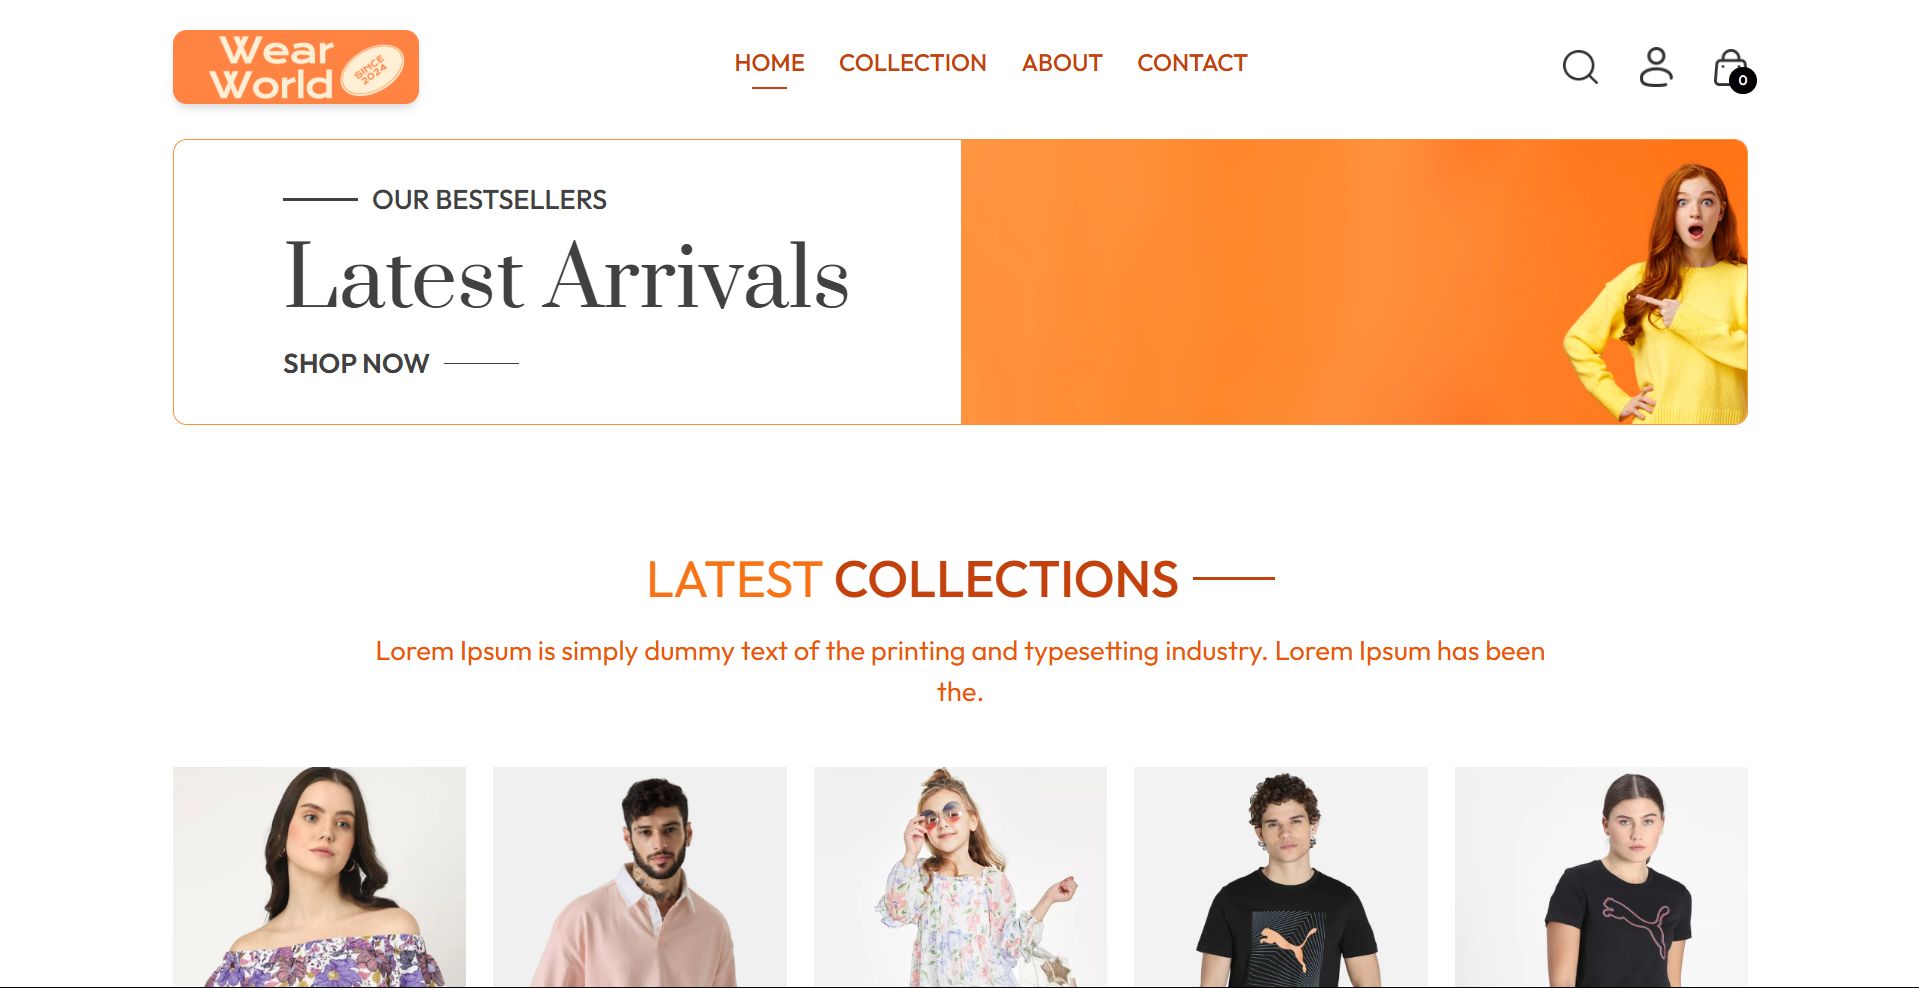 Wear
World
SINCE
2024
HOME COLLECTION ABOUT CONTACT
0
OUR BESTSELLERS
Latest Arrivals
SHOP NOW
LATEST COLLECTIONS
Lorem Ipsum is simply dummy text of the printing and typesetting industry. Lorem Ipsum has been
the.